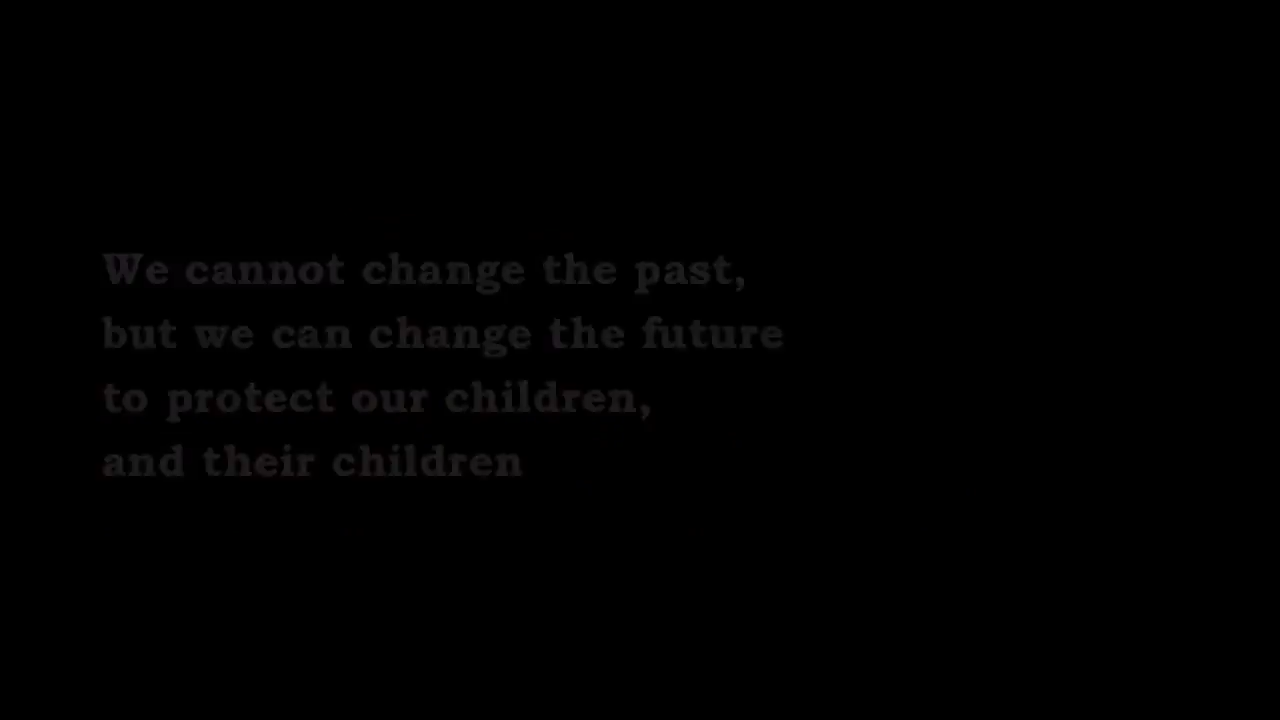 We cannot change the past,
but we can change the future
to protect our children,
and their children